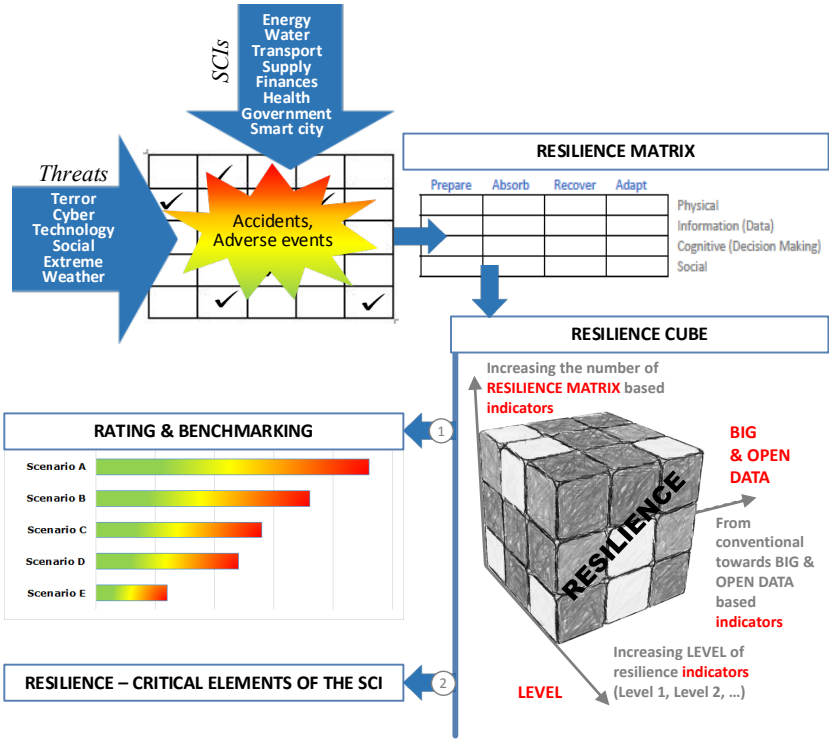 SCIs
Energy
Water
Transport
Supply
Finances
Health
Government
Smart city
Threats
Terror
Cyber
Technology
Social
Extreme
Weather
Accidents,
Adverse events
RESILIENCE MATRIX
Prepare Absorb Recover Adapt
Physical
Information (Data)
Cognitive (Decision Making)
Social
RESILIENCE CUBE
Increasing the number of
RESILIENCE MATRIX based
indicators
BIG
& OPEN
DATA
From
conventional
towards BIG &
OPEN DATA
based
indicators
RESILIENCE
Increasing LEVEL of
resilience indicators
(Level 1, Level 2, ...)
LEVEL
1
RATING & BENCHMARKING
Scenario A
Scenario B
Scenario C
Scenario D
Scenario E
2
RESILIENCE – CRITICAL ELEMENTS OF THE SCI